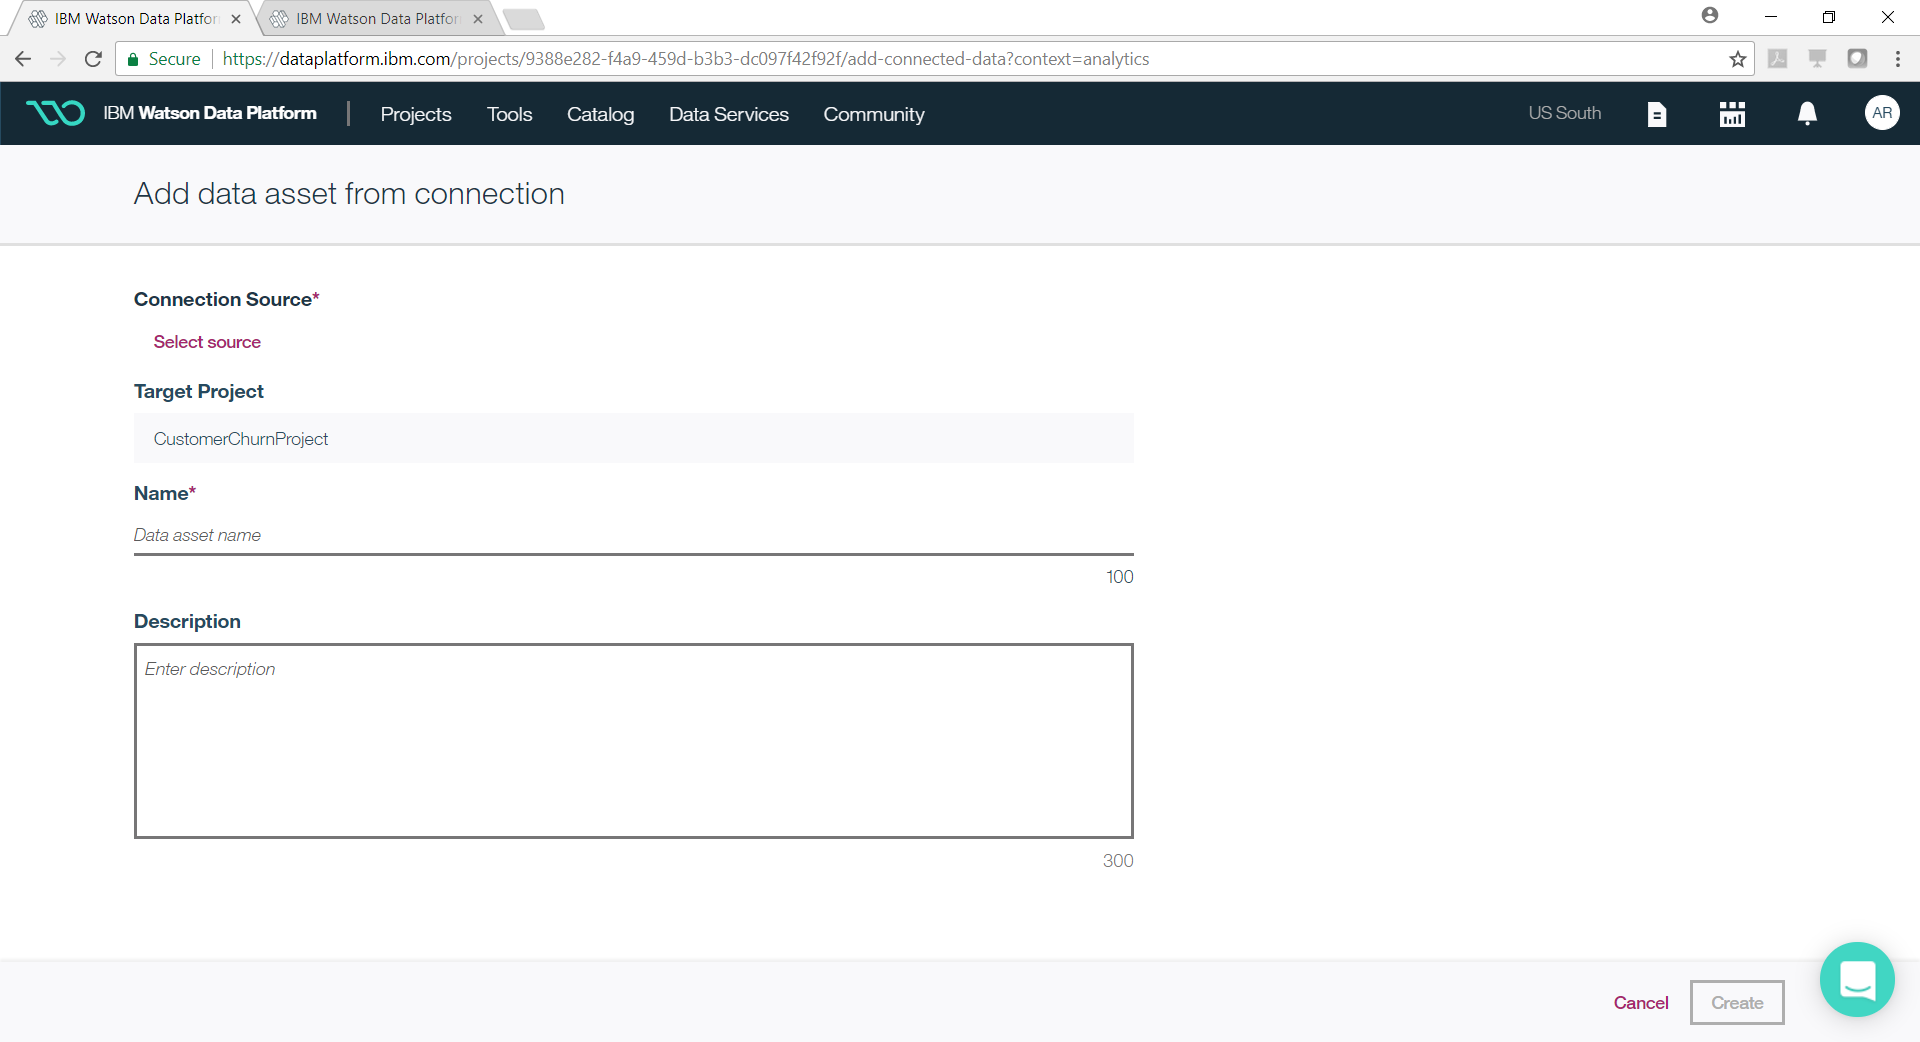 IBM Watson Data Platfor
IBM Watson Data Platfor
Secure https://dataplatform.ibm.com/projects/9388e282-f4a9-459d-b3b3-dc097f42f92f/add-connected-data?context=analytics
IBM Watson Data Platform | Projects Tools Catalog Data Services Community US South AR
Add data asset from connection
Connection Source*
Select source
Target Project
CustomerChurnProject
Name*
Data asset name
100
Description
Enter description
300
Cancel Create